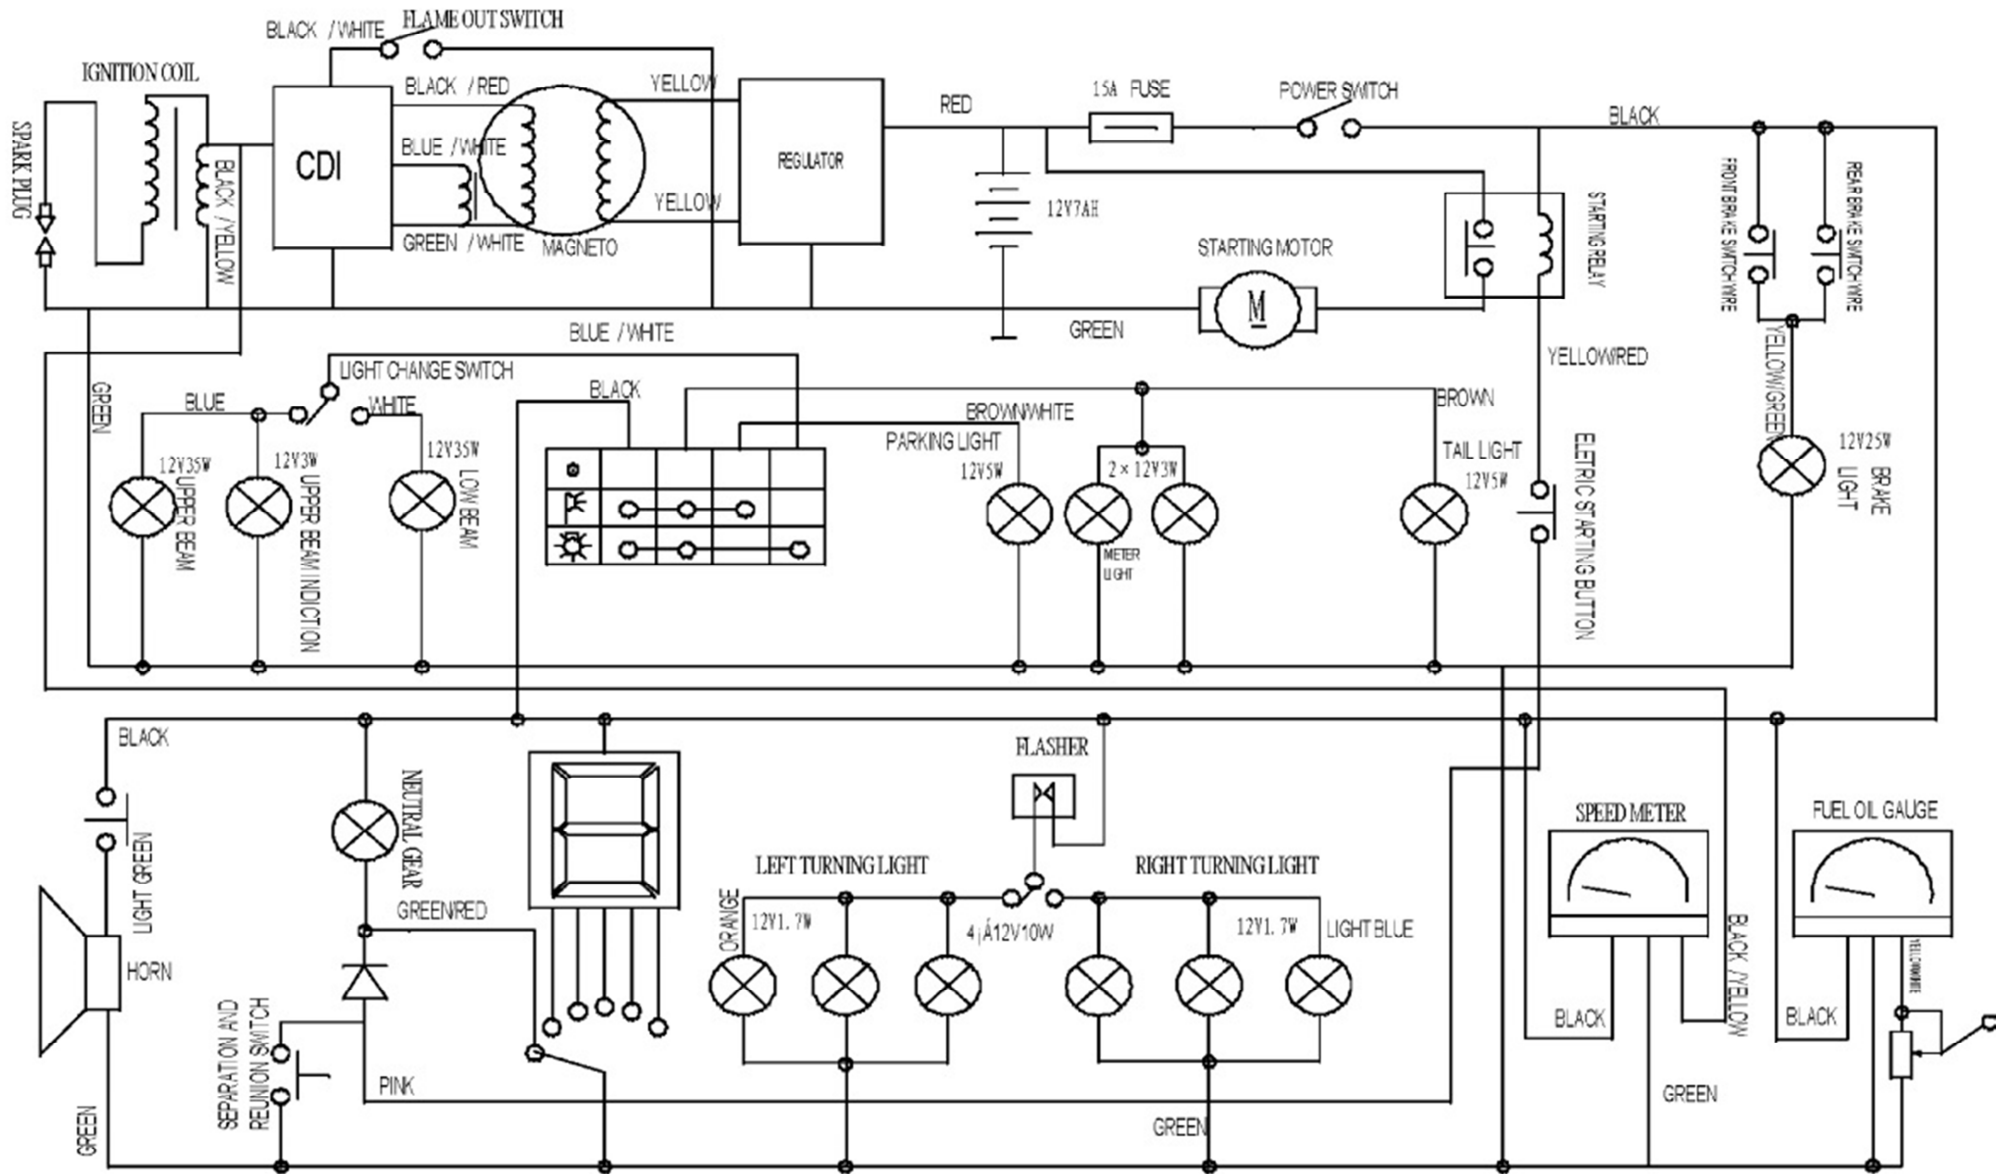 FLAME OUT SWITCH
BLACK / WHITE
IGNITION COIL
BLACK / RED
YELLOW
15A FUSE
POWER SWITCH
RED
BLACK
SPARK PLUG
CDI
BLUE / WHITE
REGULATOR
BLACK / YELLOW
YELLOW
GREEN / WHITE
MAGNETO
12V7AH
STARTING MOTOR
M
STARTING RELAY
FRONT BRAKE SWITCH WIRE
REAR BRAKE SWITCH WIRE
GREEN
BLUE / WHITE
YELLOW/RED
YELLOW/GREEN
LIGHT CHANGE SWITCH
GREEN
BLUE
WHITE
BLACK
BROWN/WHITE
BROWN
PARKING LIGHT
12V5W
2 × 12V3W
TAIL LIGHT
12V5W
12V25W
BRAKE
LIGHT
12V35W
UPPER BEAM
12V3W
UPPER BEAM INDICTION
12V35W
LOW BEAM
METER
LIGHT
ELETRIC STARTING BUTTON
BLACK
NEUTRAL GEAR
FLASHER
SPEED METER
FUEL OIL GAUGE
LIGHT GREEN
LEFT TURNING LIGHT
RIGHT TURNING LIGHT
GREEN/RED
ORANGE
12V1.7W
4¡Á12V10W
12V1.7W
LIGHT BLUE
HORN
BLACK / YELLOW
SEPARATION AND
REUNION SWITCH
BLACK
BLACK
PINK
GREEN
GREEN
GREEN